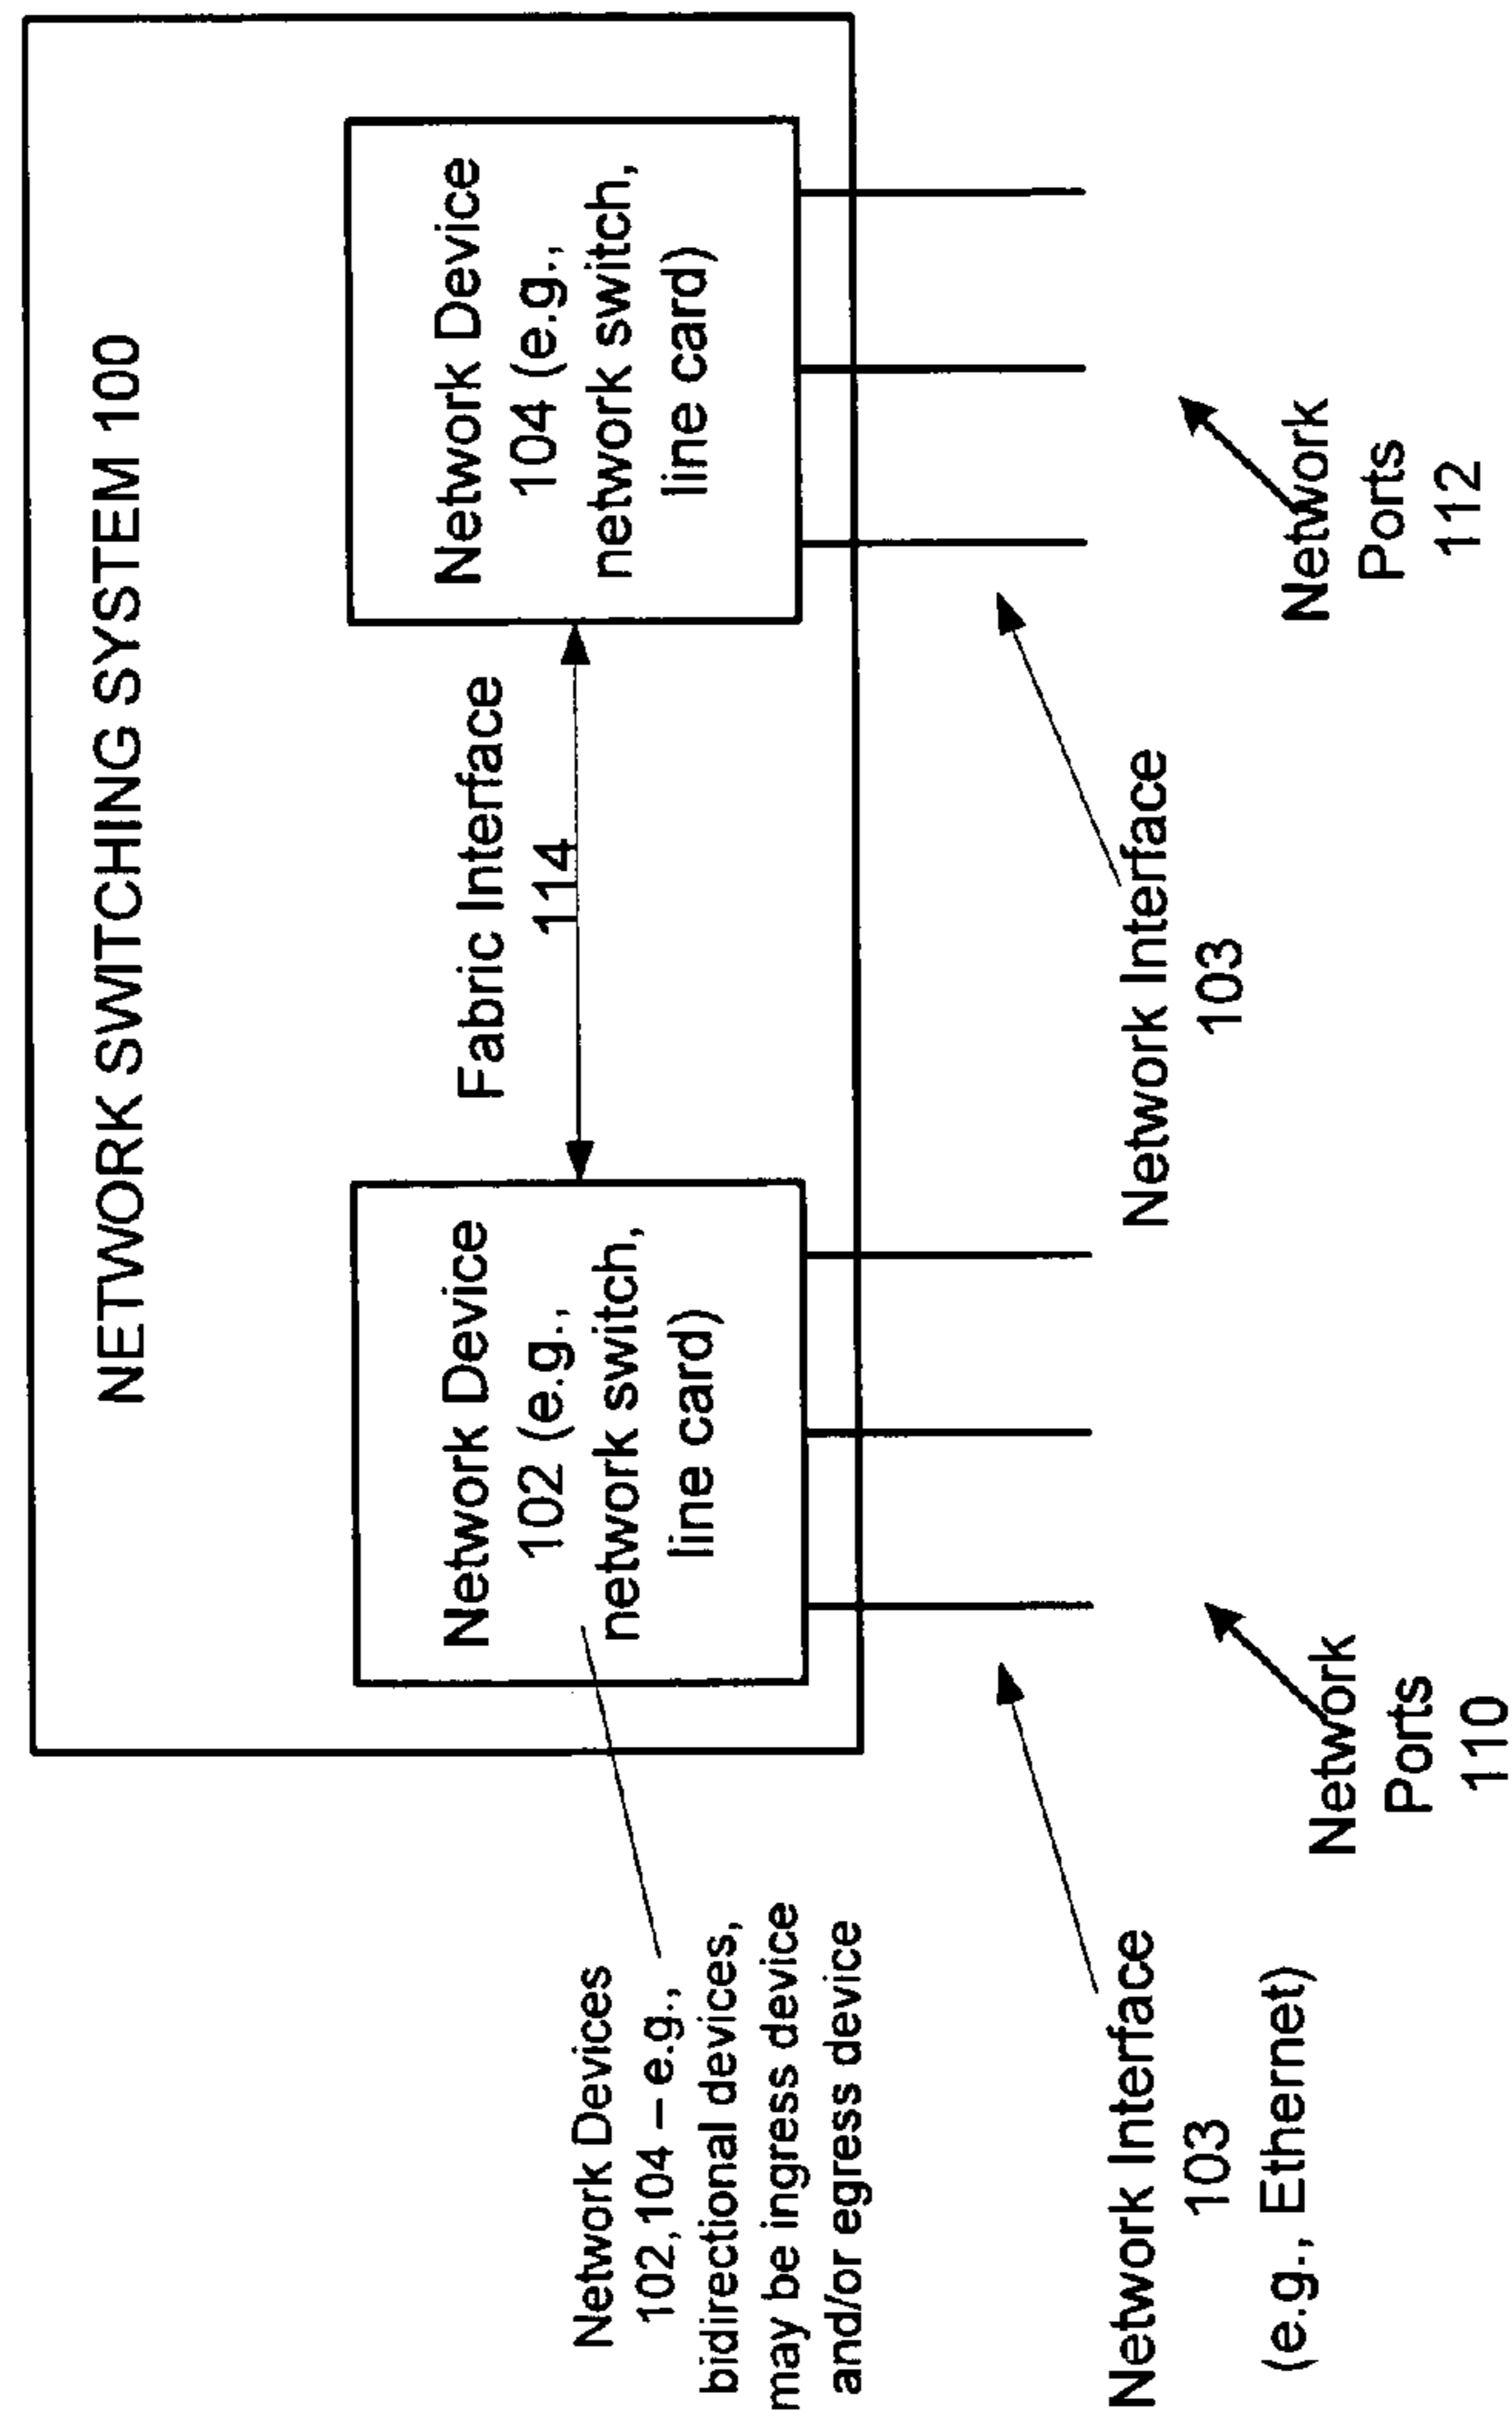 NETWORK SWITCHING SYSTEM 100
Network Devices
102,104 – e.g.,
bidirectional devices,
may be ingress device
and/or egress device
Network Device
102 (e.g.,
network switch,
line card)
Fabric Interface
114
Network Device
104 (e.g.,
network switch,
line card)
Network Interface
103
(e.g., Ethernet)
Network
Ports
110
Network Interface
103
Network
Ports
112